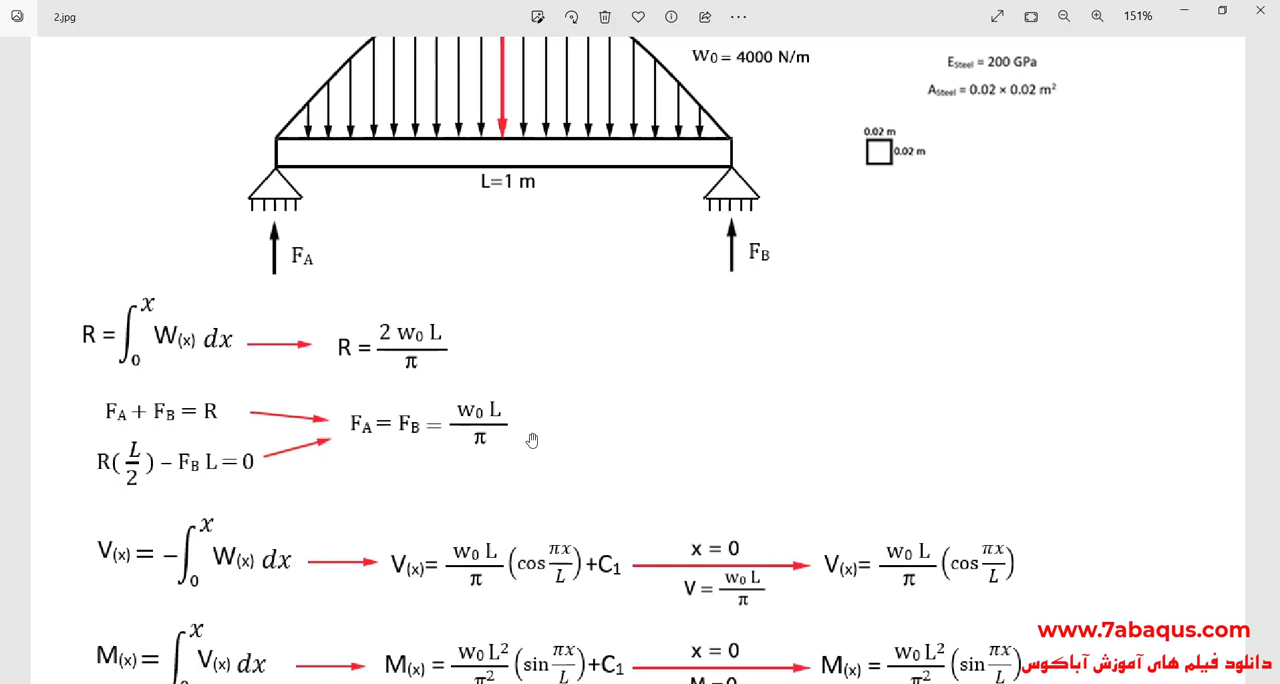 2.jpg
151%
W0 = 4000 N/m
ESteel = 200 GPa
ASteel = 0.02 × 0.02 m²
0.02 m
0.02 m
L=1 m
FA
FB
R = ∫₀ˣ W(x) dx
R = 2 w₀ L / π
FA + FB = R
FA = FB = w₀ L / π
R(L/2) – FB L = 0
V(x) = −∫₀ˣ W(x) dx
V(x)= w₀ L / π (cos πx/L)+C₁
x = 0
V = w₀ L / π
V(x)= w₀ L / π (cos πx/L)
www.7abaqus.com
M(x) = ∫₀ˣ V(x) dx
M(x) = w₀ L² / π² (sin πx/L)+C₁
x = 0
M(x) = w₀ L² / π² (sin πx/L)
دانلود فیلم های آموزش آباکوس